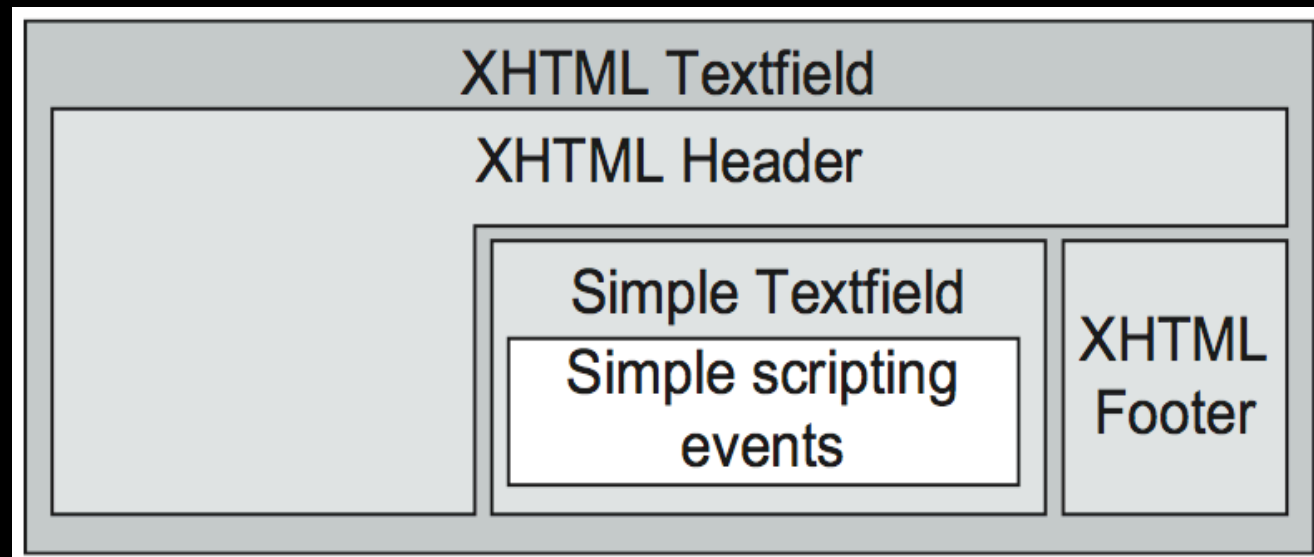 XHTML Textfield
XHTML Header
Simple Textfield
Simple scripting
events
XHTML
Footer